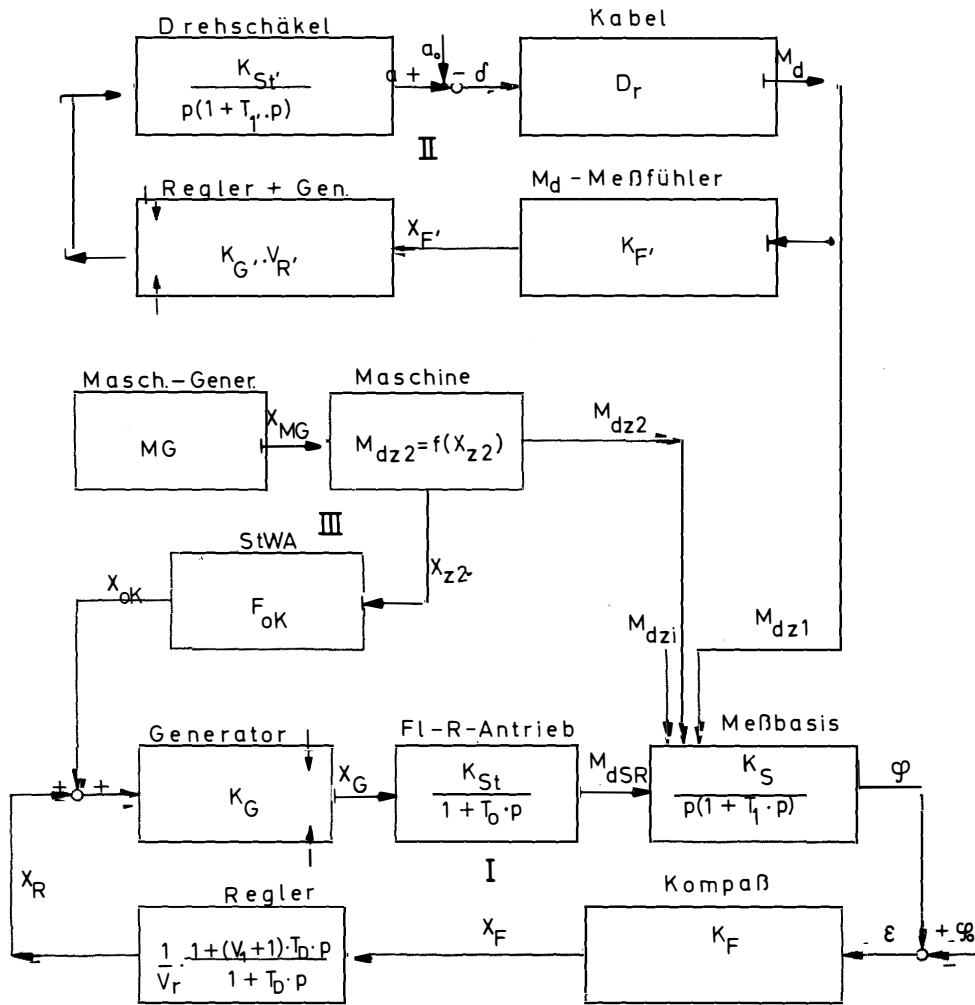 Drehschäkel
Kabel
K_St'
p(1 + T_1'.p)
a +
a_o
- δ
D_r
M_d
II
Regler + Gen.
M_d - Meßfühler
K_G'.V_R'
X_F'
K_F'
Masch.-Gener.
Maschine
MG
X_MG
M_dz2 = f(X_z2)
M_dz2
III
StWA
X_oK
F_oK
X_z2
M_dzi
M_dz1
Generator
Fl-R-Antrieb
Meßbasis
+ +
K_G
X_G
K_St
1 + T_o · p
M_dSR
K_S
p(1 + T_1 · p)
φ
I
X_R
Regler
Kompaß
1
V_r
·
1+(V_1+1)·T_D·p
1 + T_D·p
X_F
K_F
- ε
+ - φ_o
-